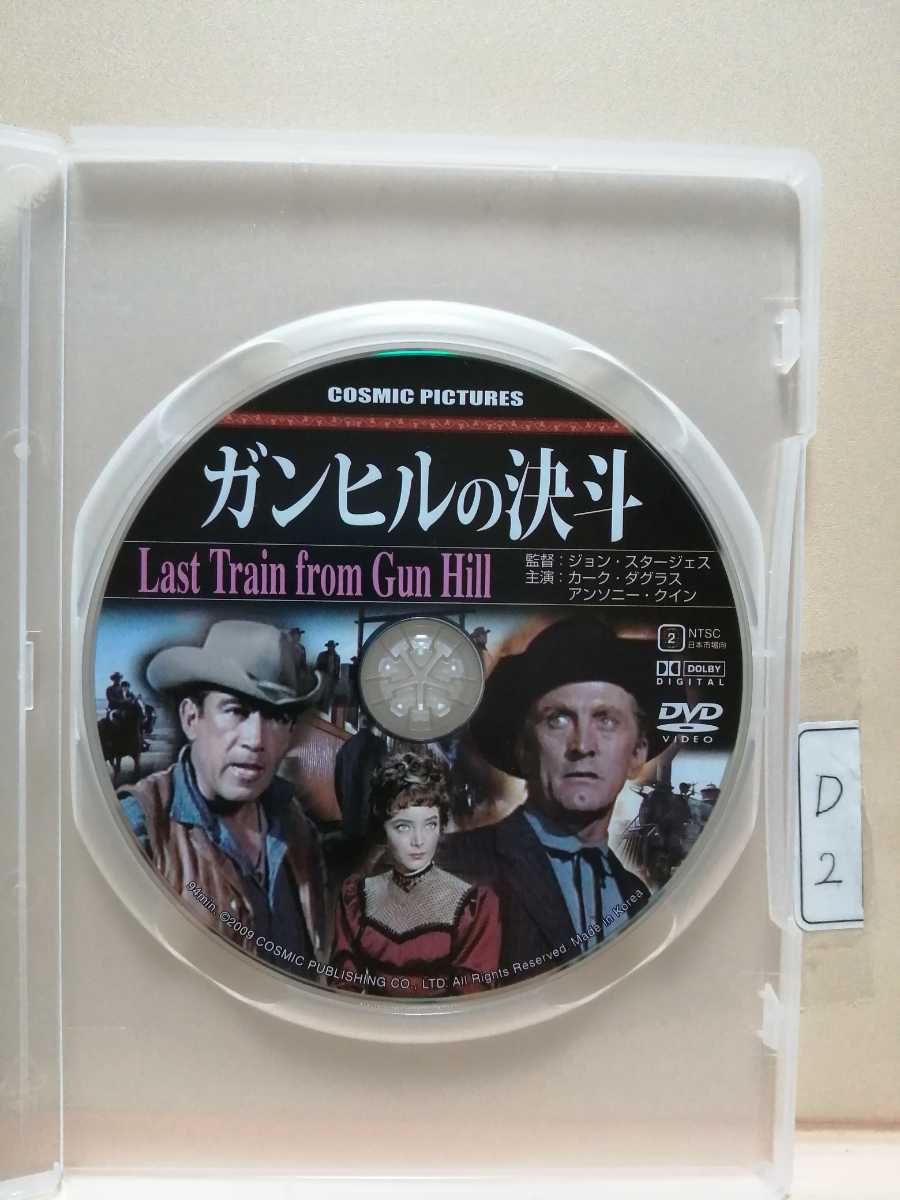 COSMIC PICTURES
ガンヒルの決斗
Last Train from Gun Hill
監督：ジョン・スタージェス
主演：カーク・ダグラス
アンソニー・クイン
2 NTSC
日本市場向
DOLBY
DIGITAL
DVD
VIDEO
94min. ©2009 COSMIC PUBLISHING CO., LTD. All Rights Reserved. Made in Korea
D
2